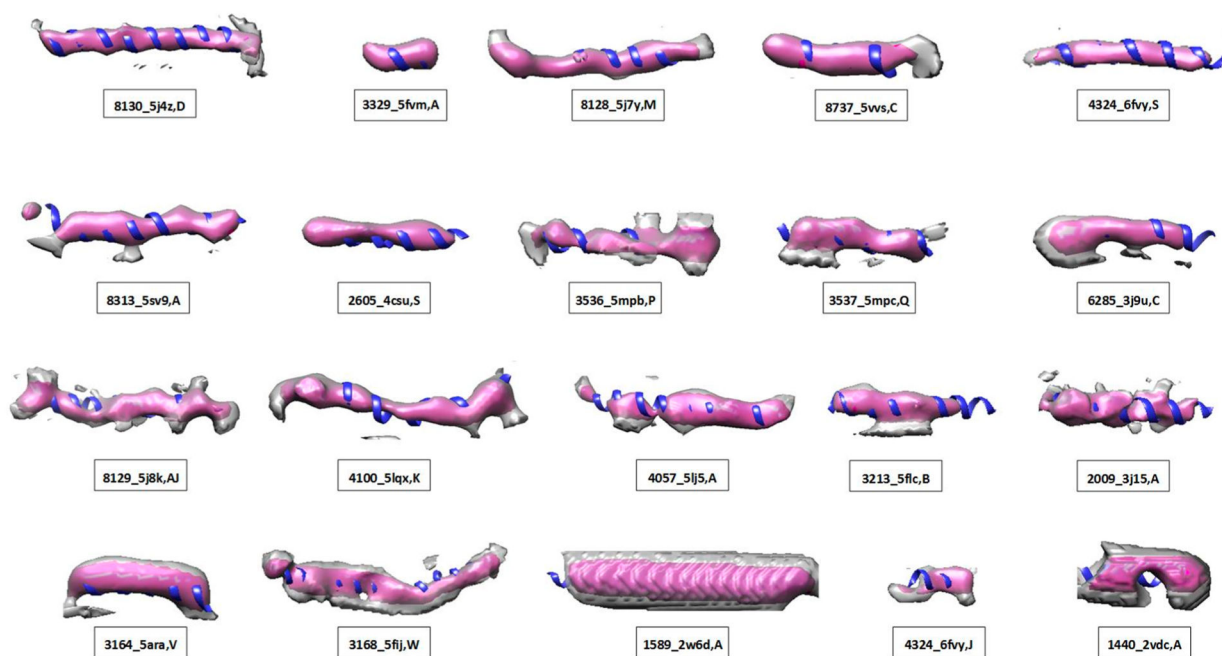 8130_5j4z,D
3329_5fvm,A
8128_5j7y,M
8737_5vvs,C
4324_6fvy,S
8313_5sv9,A
2605_4csu,S
3536_5mpb,P
3537_5mpc,Q
6285_3j9u,C
8129_5j8k,AJ
4100_5lqx,K
4057_5lj5,A
3213_5flc,B
2009_3j15,A
3164_5ara,V
3168_5fij,W
1589_2w6d,A
4324_6fvy,J
1440_2vdc,A